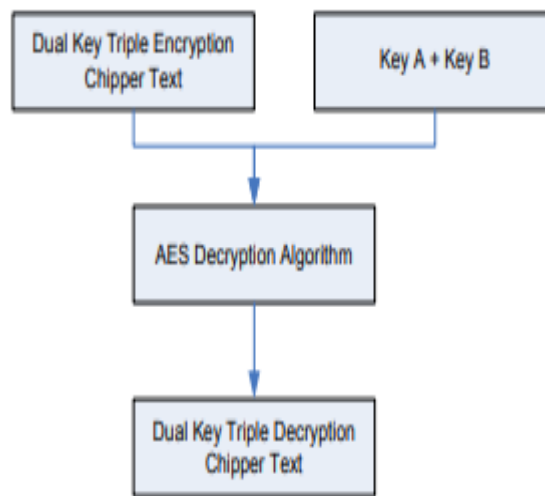 Dual Key Triple Encryption
Chipper Text
Key A + Key B
AES Decryption Algorithm
Dual Key Triple Decryption
Chipper Text